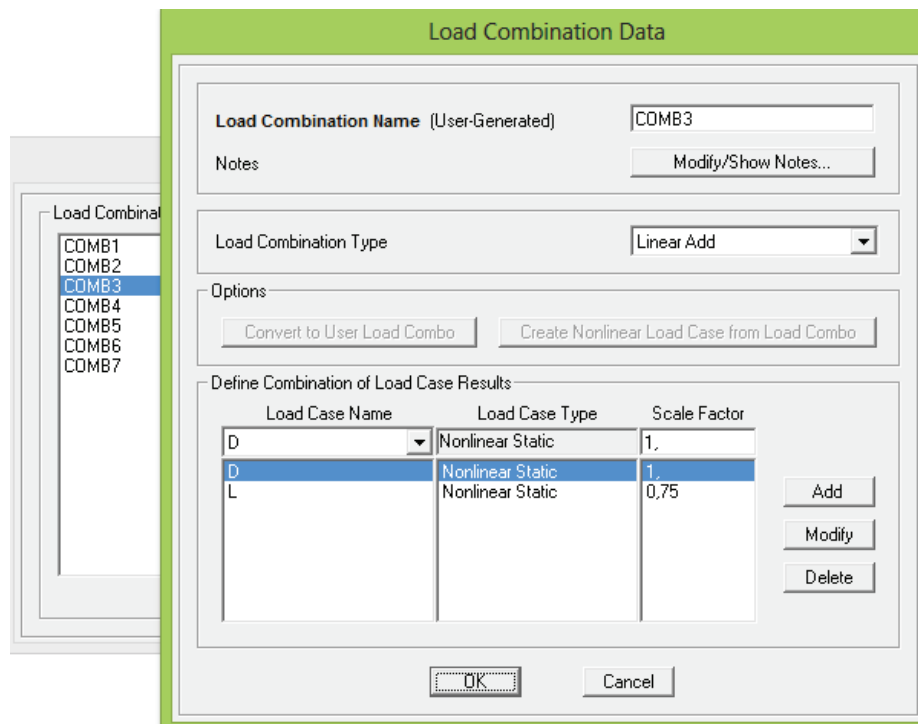 Load Combination Data
Load Combination Name (User-Generated)
COMB3
Notes
Modify/Show Notes...
Load Combination Type
Linear Add
Options
Convert to User Load Combo
Create Nonlinear Load Case from Load Combo
Define Combination of Load Case Results
Load Case Name
Load Case Type
Scale Factor
D
Nonlinear Static
1,
D
Nonlinear Static
1,
L
Nonlinear Static
0,75
Add
Modify
Delete
OK
Cancel
Load Combinat
COMB1
COMB2
COMB3
COMB4
COMB5
COMB6
COMB7